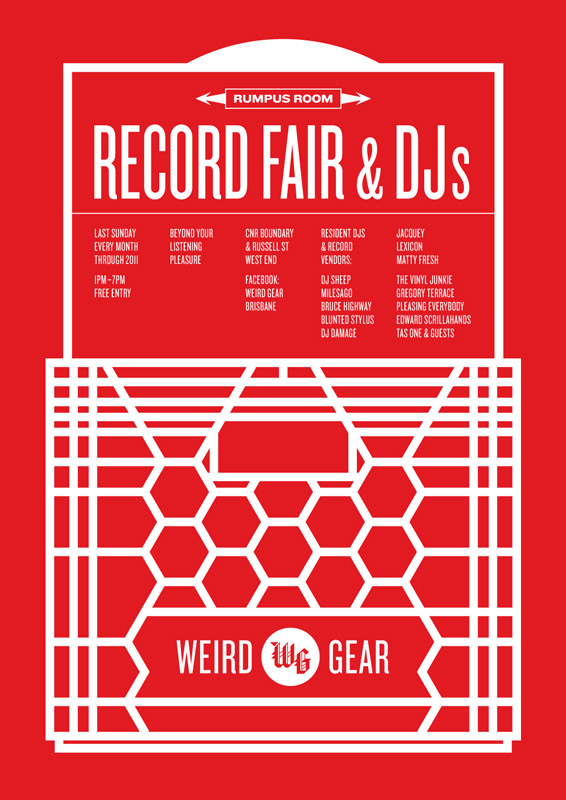 RUMPUS ROOM
RECORD FAIR & DJs
LAST SUNDAY
EVERY MONTH
THROUGH 2011
1PM–7PM
FREE ENTRY
BEYOND YOUR
LISTENING
PLEASURE
CNR BOUNDARY
& RUSSELL ST
WEST END
FACEBOOK:
WEIRD GEAR
BRISBANE
RESIDENT DJS
& RECORD
VENDORS:
DJ SHEEP
MILESAGO
BRUCE HIGHWAY
BLUNTED STYLUS
DJ DAMAGE
JACQUEY
LEXICON
MATTY FRESH
THE VINYL JUNKIE
GREGORY TERRACE
PLEASING EVERYBODY
EDWARD SCRILLAHANDS
TAS ONE & GUESTS
WEIRD WG GEAR